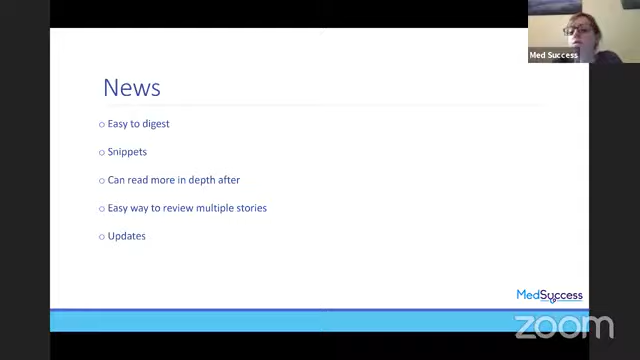 News
Easy to digest
Snippets
Can read more in depth after
Easy way to review multiple stories
Updates
MedSuccess
Med Success
zoom